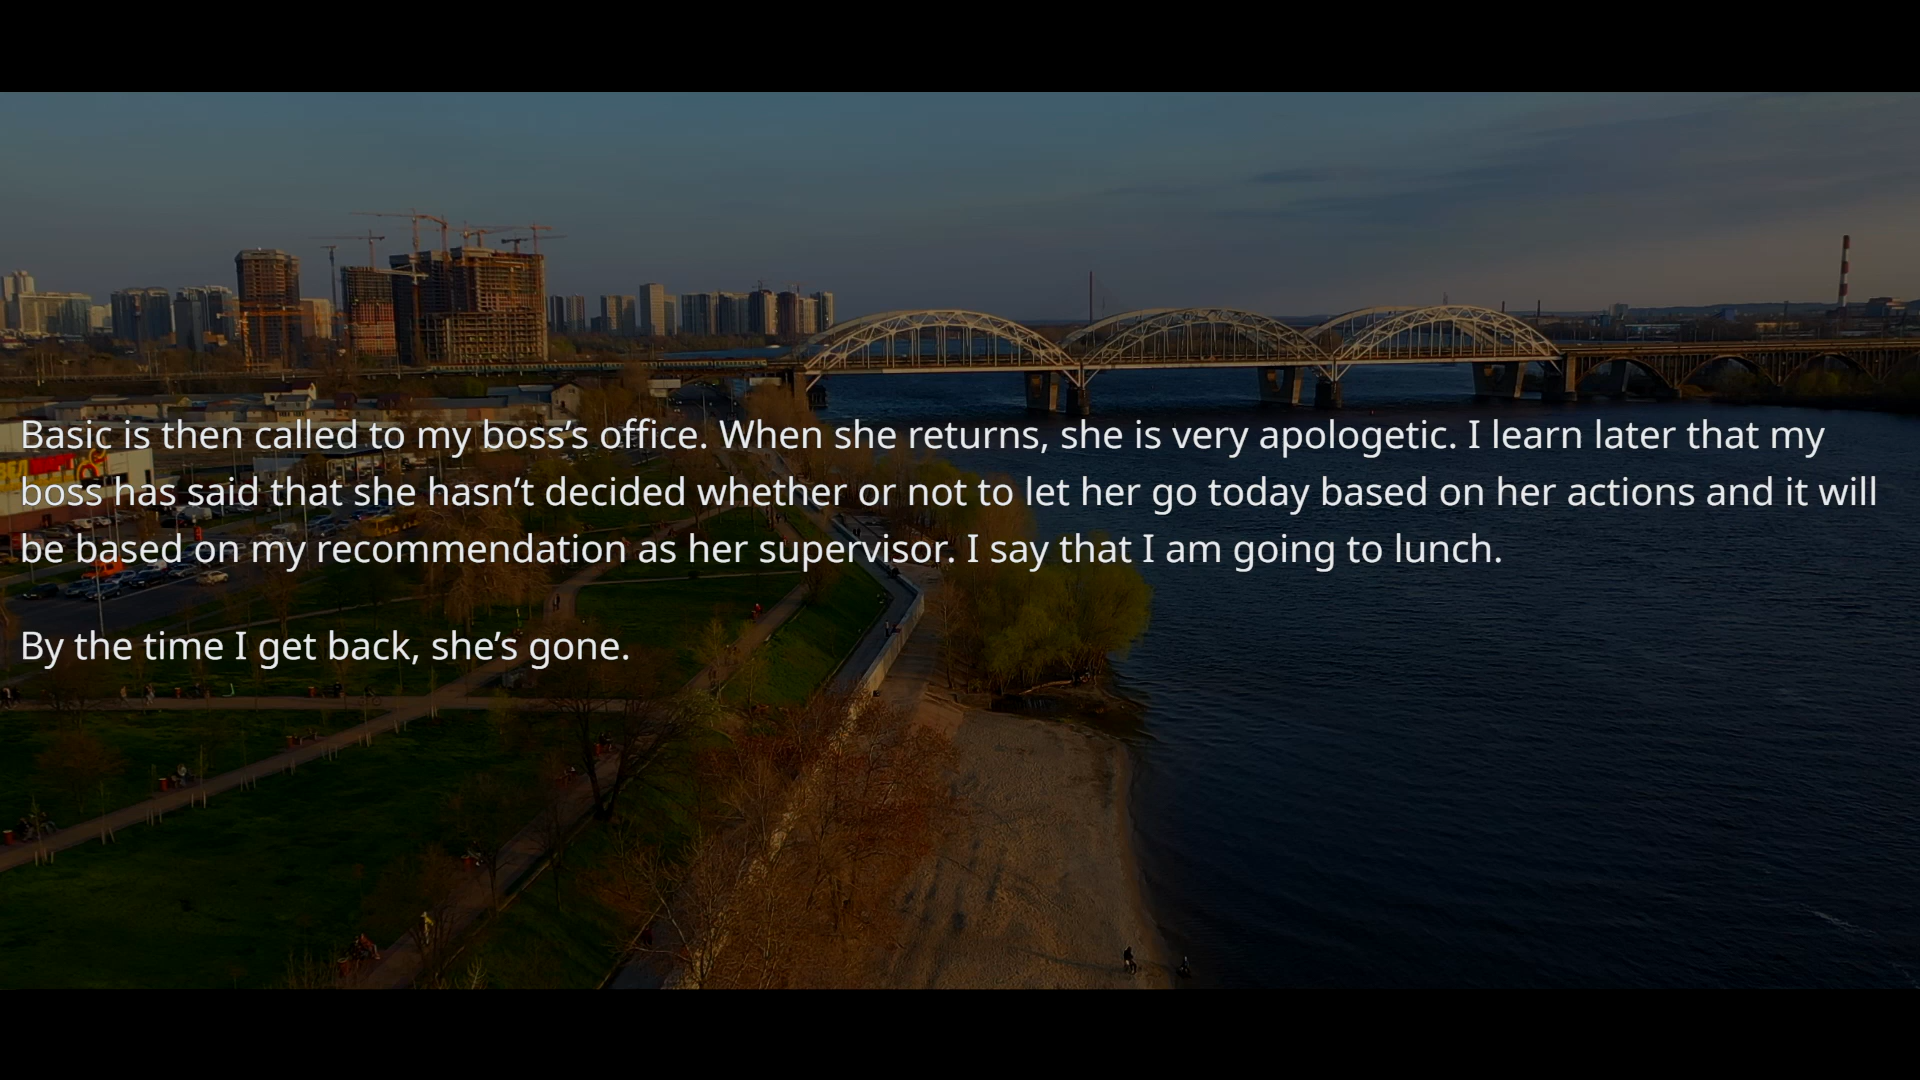 Basic is then called to my boss’s office. When she returns, she is very apologetic. I learn later that my
boss has said that she hasn’t decided whether or not to let her go today based on her actions and it will
be based on my recommendation as her supervisor. I say that I am going to lunch.
By the time I get back, she’s gone.